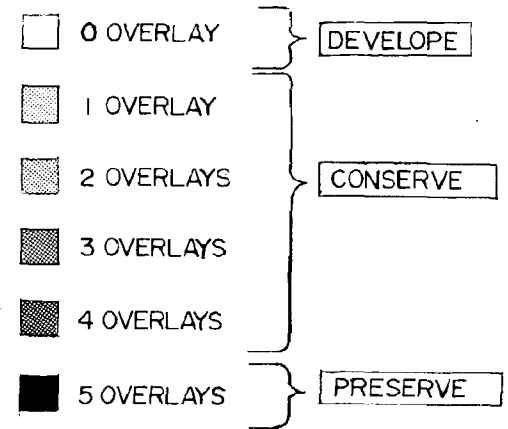 0 OVERLAY
DEVELOPE
1 OVERLAY
2 OVERLAYS
CONSERVE
3 OVERLAYS
4 OVERLAYS
5 OVERLAYS
PRESERVE